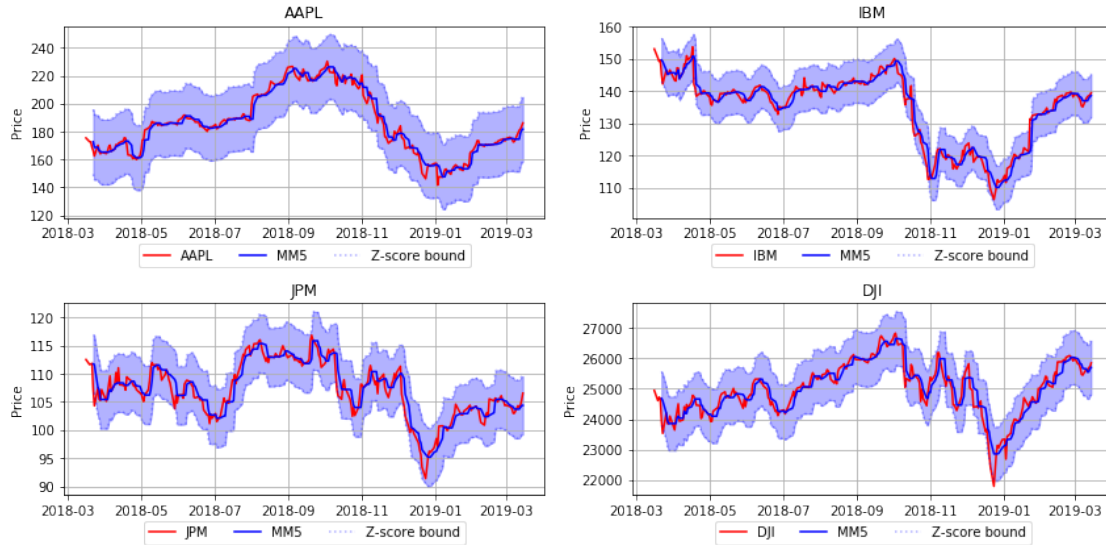 AAPL
Price
240
220
200
180
160
140
120
2018-03 2018-05 2018-07 2018-09 2018-11 2019-01 2019-03
AAPL MM5 Z-score bound
IBM
Price
160
150
140
130
120
110
2018-03 2018-05 2018-07 2018-09 2018-11 2019-01 2019-03
IBM MM5 Z-score bound
JPM
Price
120
115
110
105
100
95
90
2018-03 2018-05 2018-07 2018-09 2018-11 2019-01 2019-03
JPM MM5 Z-score bound
DJI
Price
27000
26000
25000
24000
23000
22000
2018-03 2018-05 2018-07 2018-09 2018-11 2019-01 2019-03
DJI MM5 Z-score bound